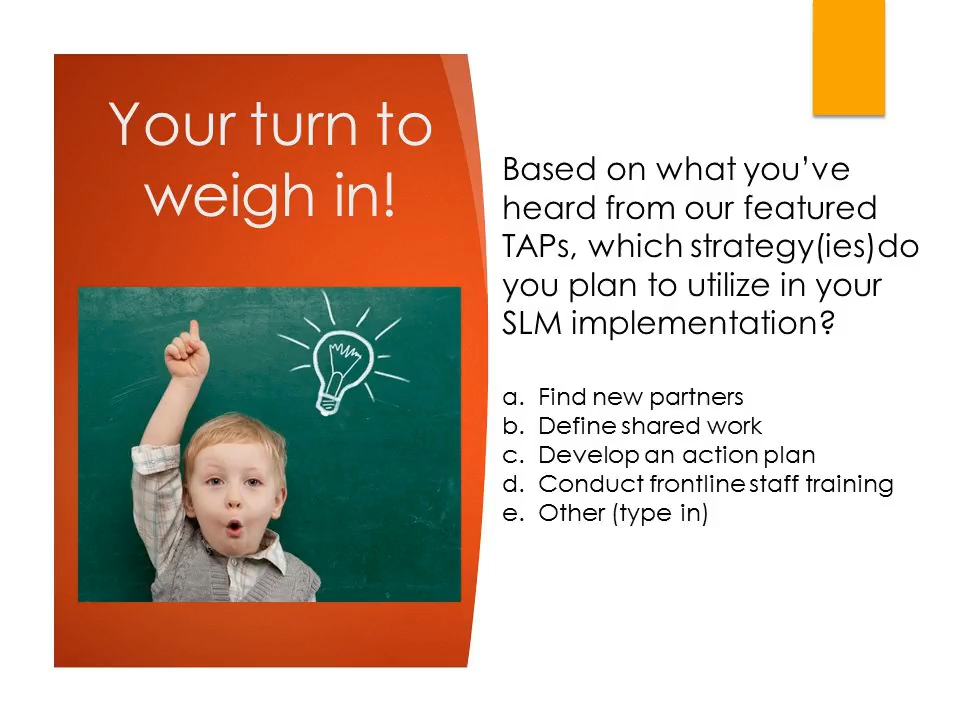 Your turn to
weigh in!
Based on what you’ve
heard from our featured
TAPs, which strategy(ies)do
you plan to utilize in your
SLM implementation?
a. Find new partners
b. Define shared work
c. Develop an action plan
d. Conduct frontline staff training
e. Other (type in)